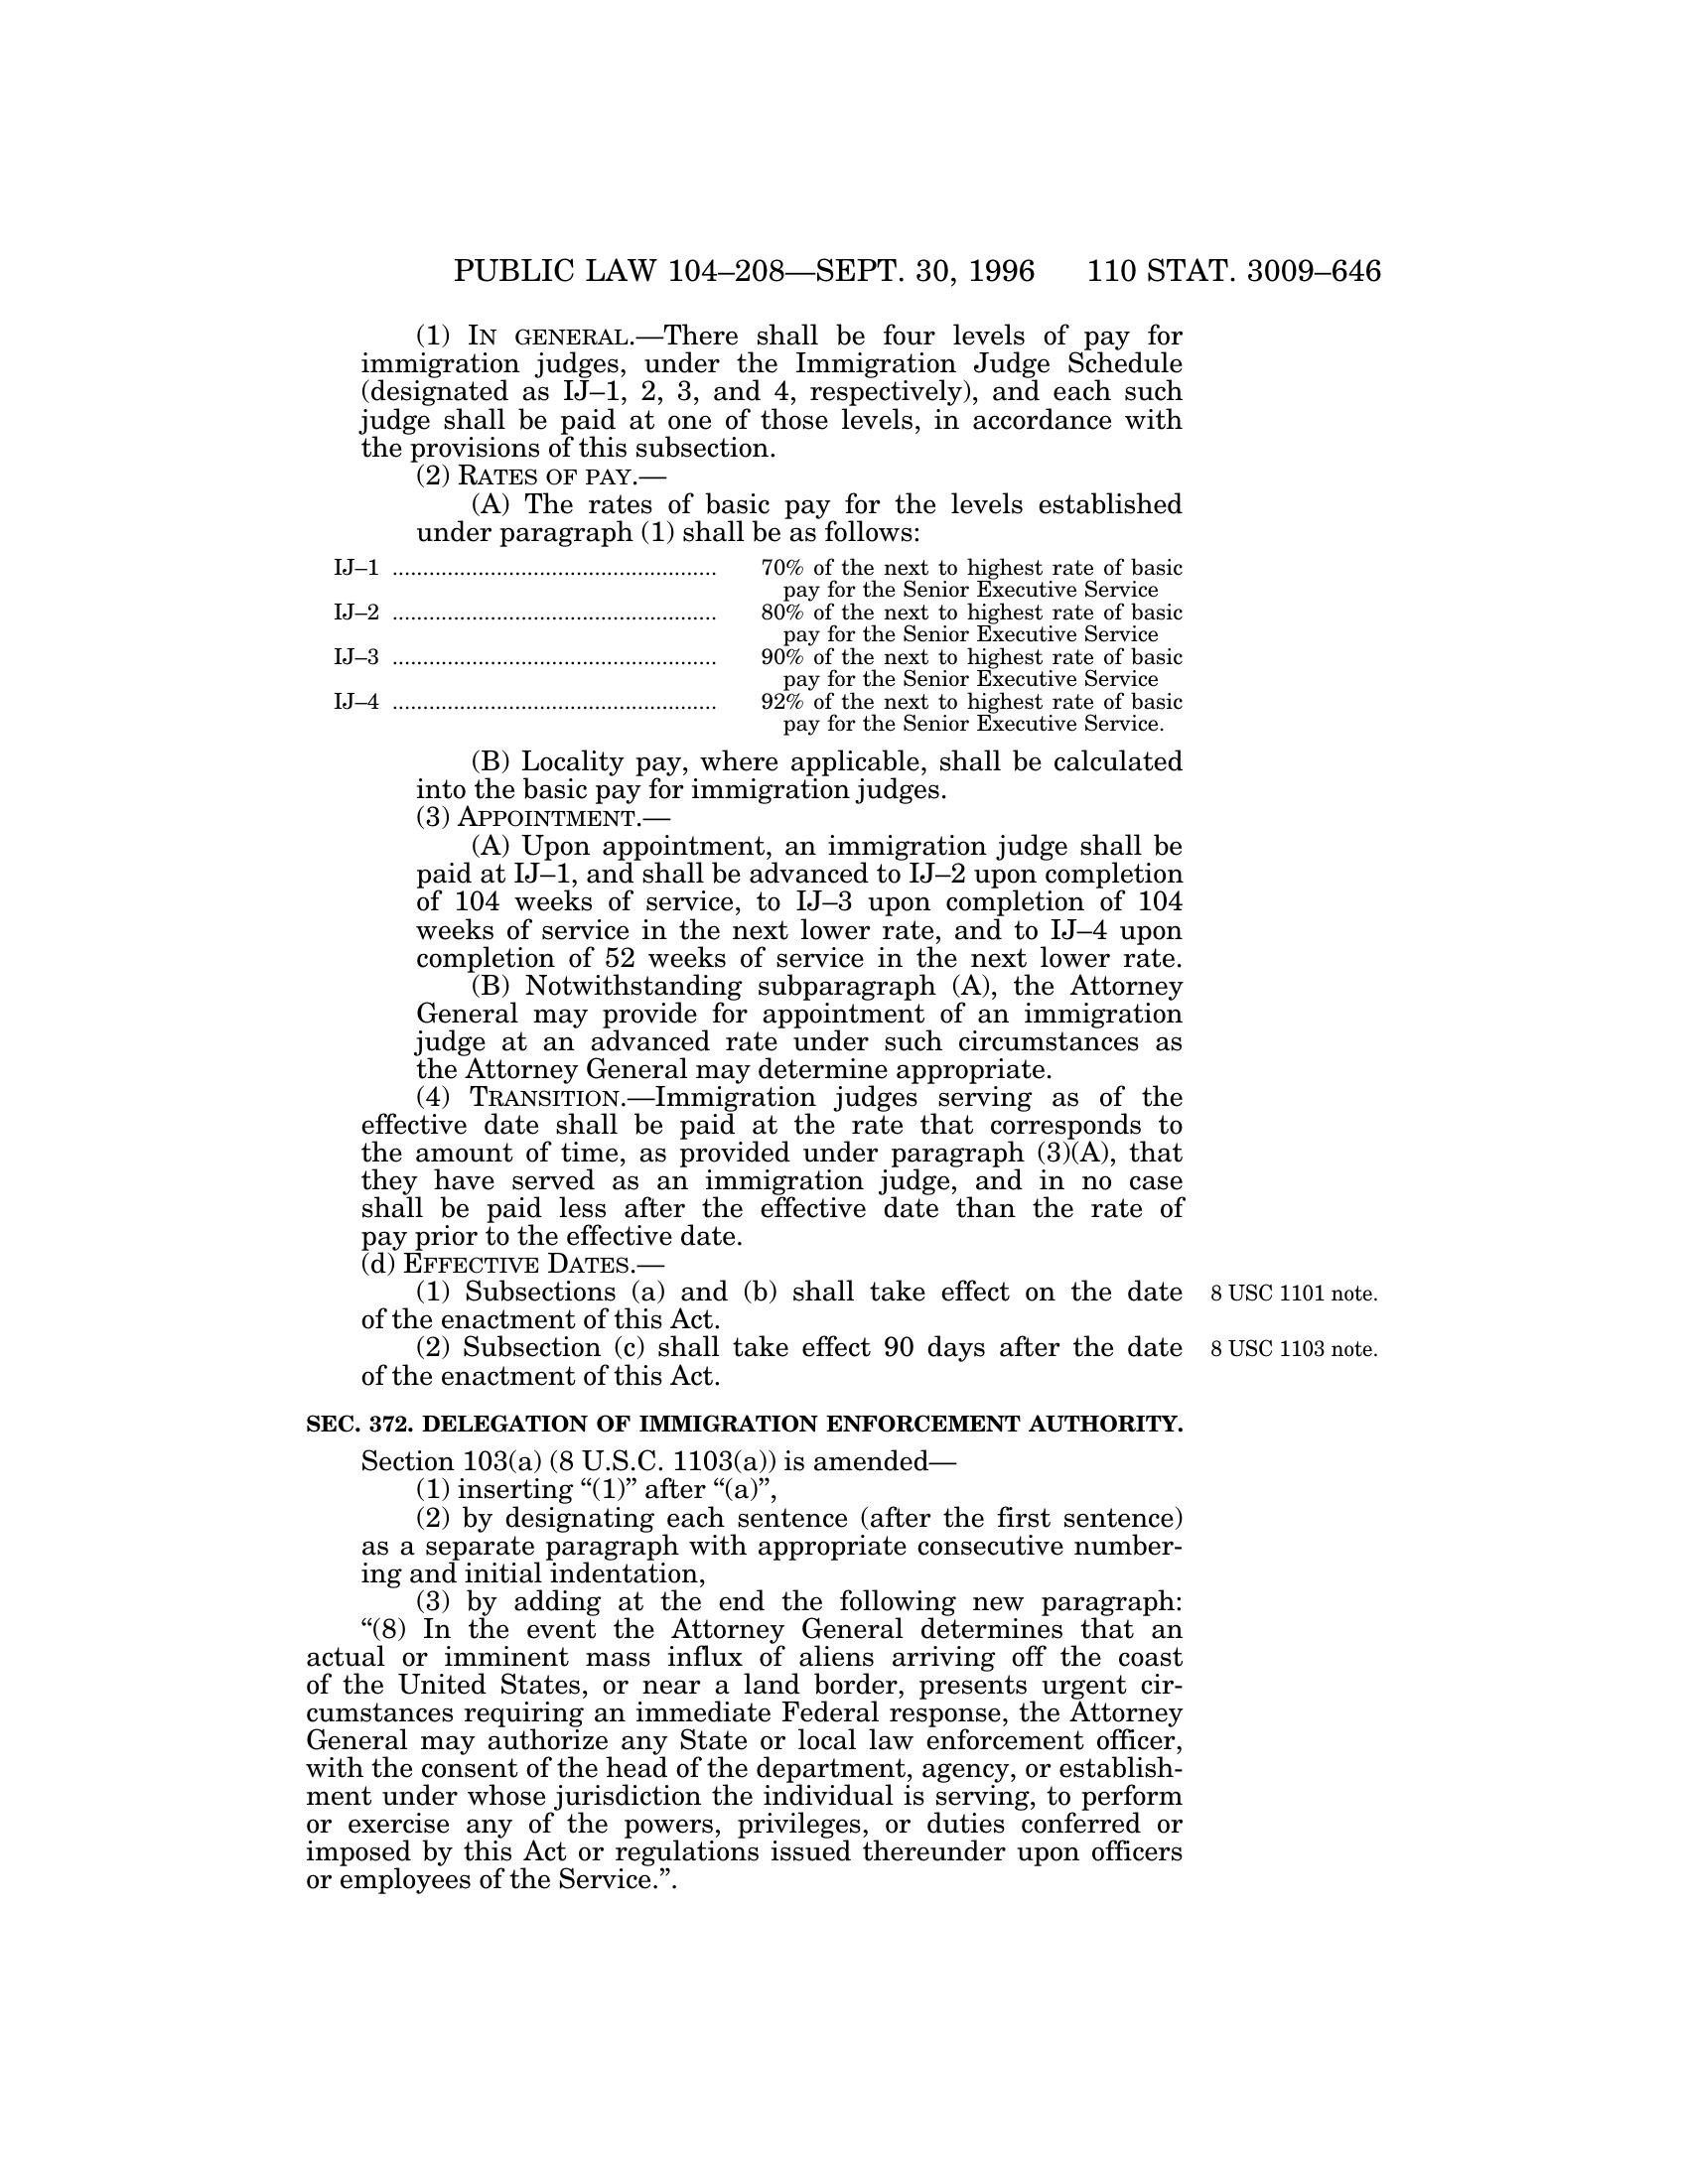 PUBLIC LAW 104–208—SEPT. 30, 1996 110 STAT. 3009–646
(1) IN GENERAL.—There shall be four levels of pay for
immigration judges, under the Immigration Judge Schedule
(designated as IJ–1, 2, 3, and 4, respectively), and each such
judge shall be paid at one of those levels, in accordance with
the provisions of this subsection.
(2) RATES OF PAY.—
(A) The rates of basic pay for the levels established
under paragraph (1) shall be as follows:
IJ–1 ...................................................... 70% of the next to highest rate of basic
pay for the Senior Executive Service
IJ–2 ...................................................... 80% of the next to highest rate of basic
pay for the Senior Executive Service
IJ–3 ...................................................... 90% of the next to highest rate of basic
pay for the Senior Executive Service
IJ–4 ...................................................... 92% of the next to highest rate of basic
pay for the Senior Executive Service.
(B) Locality pay, where applicable, shall be calculated
into the basic pay for immigration judges.
(3) APPOINTMENT.—
(A) Upon appointment, an immigration judge shall be
paid at IJ–1, and shall be advanced to IJ–2 upon completion
of 104 weeks of service, to IJ–3 upon completion of 104
weeks of service in the next lower rate, and to IJ–4 upon
completion of 52 weeks of service in the next lower rate.
(B) Notwithstanding subparagraph (A), the Attorney
General may provide for appointment of an immigration
judge at an advanced rate under such circumstances as
the Attorney General may determine appropriate.
(4) TRANSITION.—Immigration judges serving as of the
effective date shall be paid at the rate that corresponds to
the amount of time, as provided under paragraph (3)(A), that
they have served as an immigration judge, and in no case
shall be paid less after the effective date than the rate of
pay prior to the effective date.
(d) EFFECTIVE DATES.—
(1) Subsections (a) and (b) shall take effect on the date 8 USC 1101 note.
of the enactment of this Act.
(2) Subsection (c) shall take effect 90 days after the date 8 USC 1103 note.
of the enactment of this Act.
SEC. 372. DELEGATION OF IMMIGRATION ENFORCEMENT AUTHORITY.
Section 103(a) (8 U.S.C. 1103(a)) is amended—
(1) inserting “(1)” after “(a)”,
(2) by designating each sentence (after the first sentence)
as a separate paragraph with appropriate consecutive number-
ing and initial indentation,
(3) by adding at the end the following new paragraph:
“(8) In the event the Attorney General determines that an
actual or imminent mass influx of aliens arriving off the coast
of the United States, or near a land border, presents urgent cir-
cumstances requiring an immediate Federal response, the Attorney
General may authorize any State or local law enforcement officer,
with the consent of the head of the department, agency, or establish-
ment under whose jurisdiction the individual is serving, to perform
or exercise any of the powers, privileges, or duties conferred or
imposed by this Act or regulations issued thereunder upon officers
or employees of the Service.”.